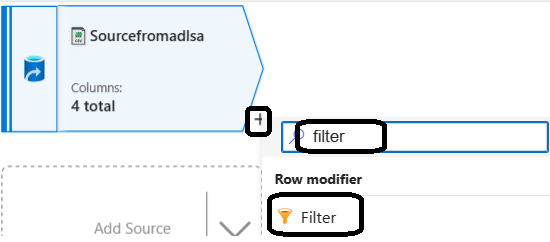 Sourcefromadlsa
Columns:
4 total
+
filter
Row modifier
Filter
Add Source